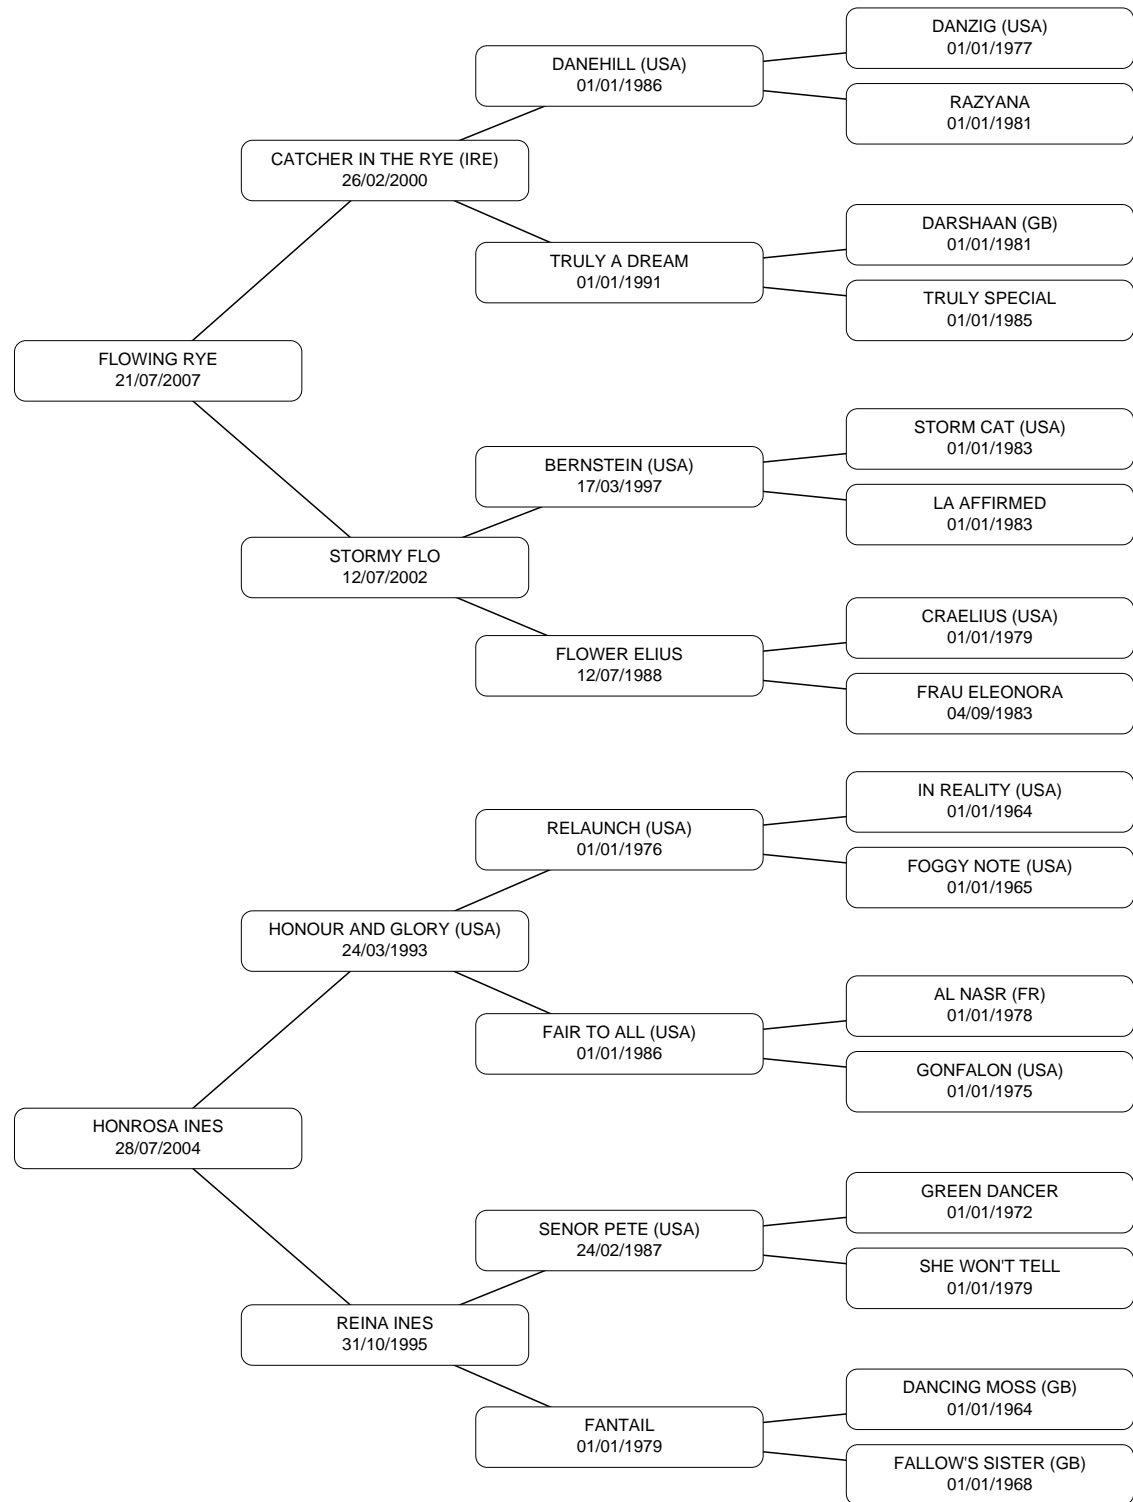 DANZIG (USA)
01/01/1977
DANEHILL (USA)
01/01/1986
RAZYANA
01/01/1981
CATCHER IN THE RYE (IRE)
26/02/2000
DARSHAAN (GB)
01/01/1981
TRULY A DREAM
01/01/1991
TRULY SPECIAL
01/01/1985
FLOWING RYE
21/07/2007
STORM CAT (USA)
01/01/1983
BERNSTEIN (USA)
17/03/1997
LA AFFIRMED
01/01/1983
STORMY FLO
12/07/2002
CRAELIUS (USA)
01/01/1979
FLOWER ELIUS
12/07/1988
FRAU ELEONORA
04/09/1983
IN REALITY (USA)
01/01/1964
RELAUNCH (USA)
01/01/1976
FOGGY NOTE (USA)
01/01/1965
HONOUR AND GLORY (USA)
24/03/1993
AL NASR (FR)
01/01/1978
FAIR TO ALL (USA)
01/01/1986
GONFALON (USA)
01/01/1975
HONROSA INES
28/07/2004
GREEN DANCER
01/01/1972
SENOR PETE (USA)
24/02/1987
SHE WON'T TELL
01/01/1979
REINA INES
31/10/1995
DANCING MOSS (GB)
01/01/1964
FANTAIL
01/01/1979
FALLOW'S SISTER (GB)
01/01/1968